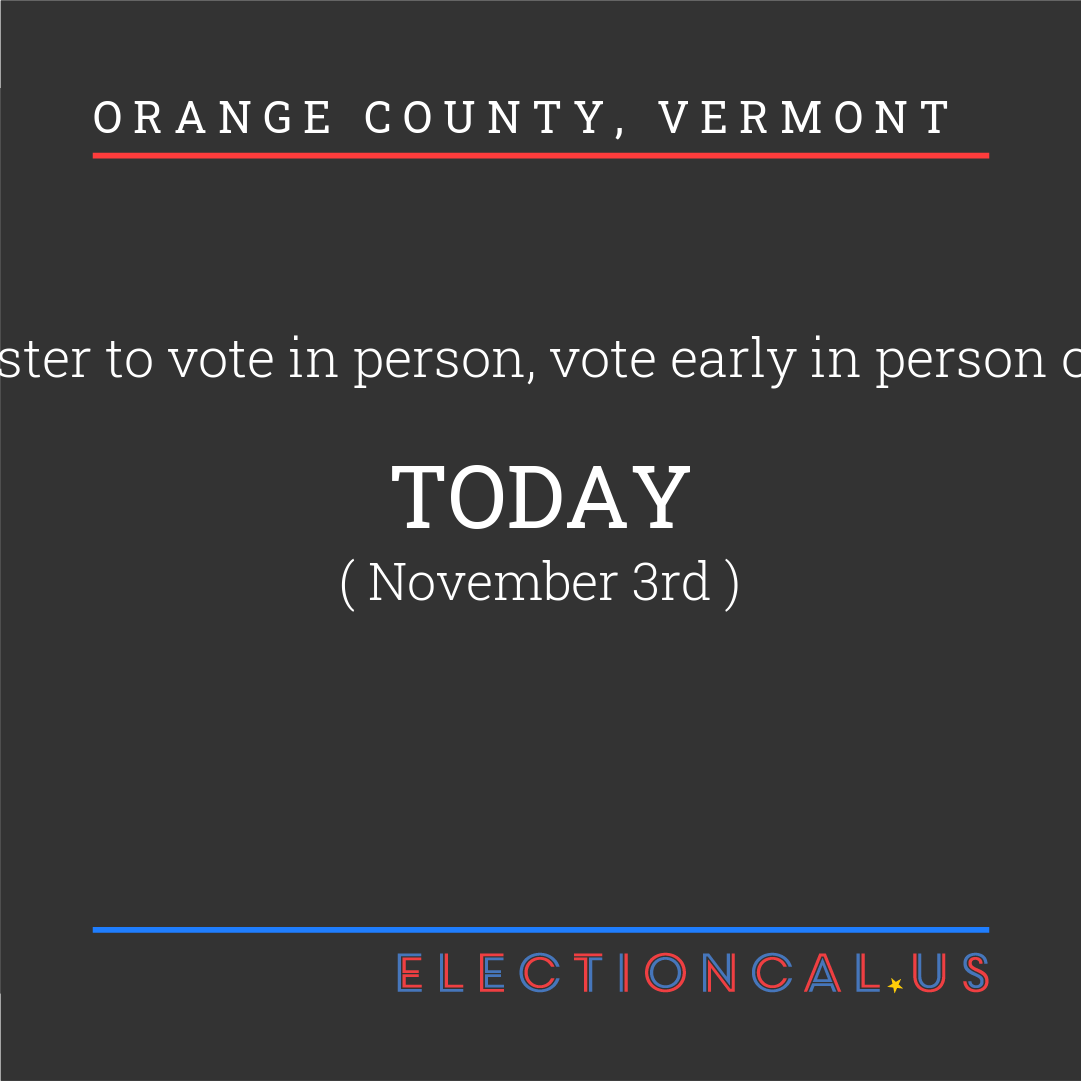 ORANGE COUNTY, VERMONT
ster to vote in person, vote early in person o
TODAY
( November 3rd )
ELECTIONCAL.US